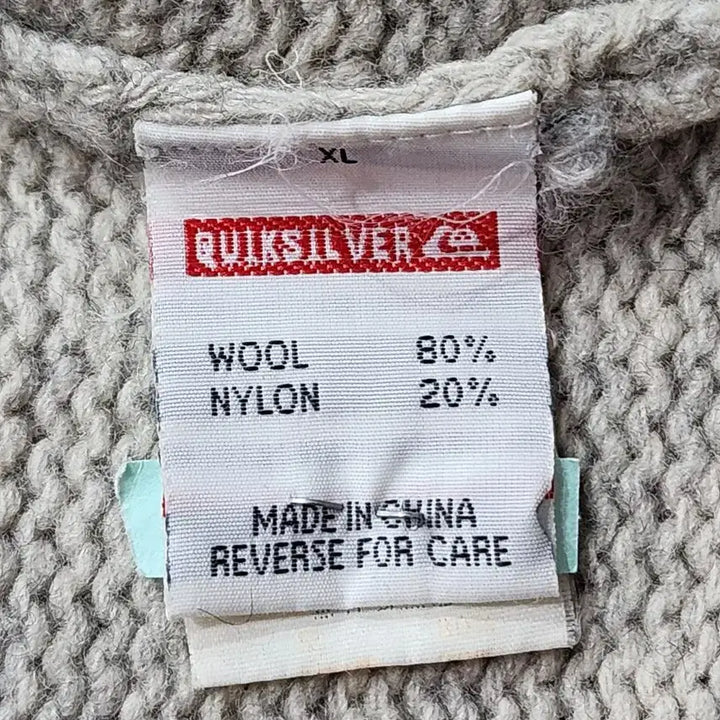 XL
QUIKSILVER
WOOL 80%
NYLON 20%
MADE IN CHINA
REVERSE FOR CARE